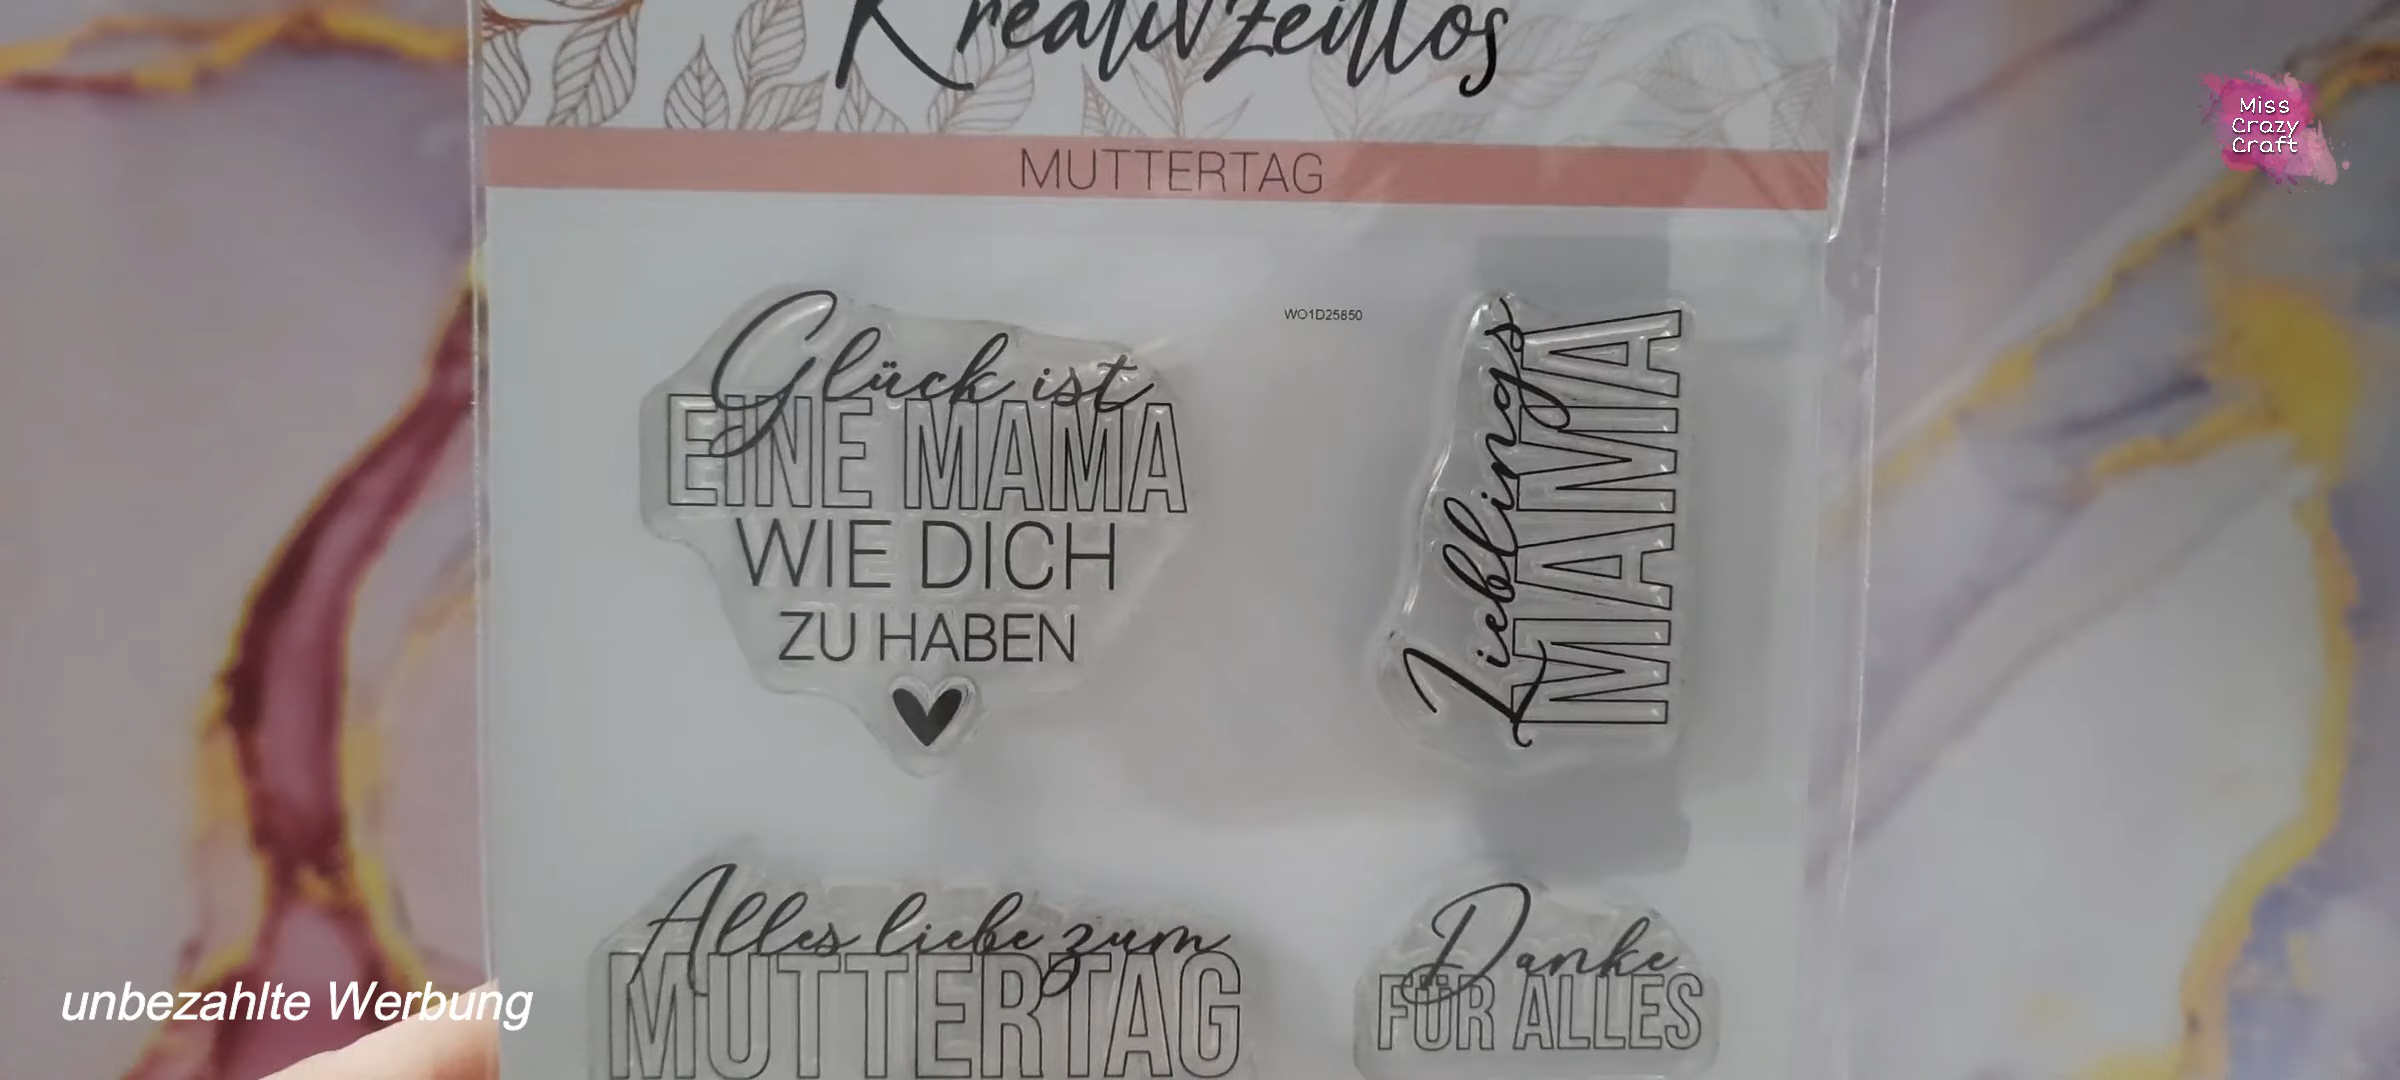 Kreativzeitlos
Miss
Crazy
Craft
MUTTERTAG
WO1D25850
Glück ist
EINE MAMA
WIE DICH
ZU HABEN
Lieblings
MAMA
Alles liebe zum
MUTTERTAG
Danke
FÜR ALLES
unbezahlte Werbung